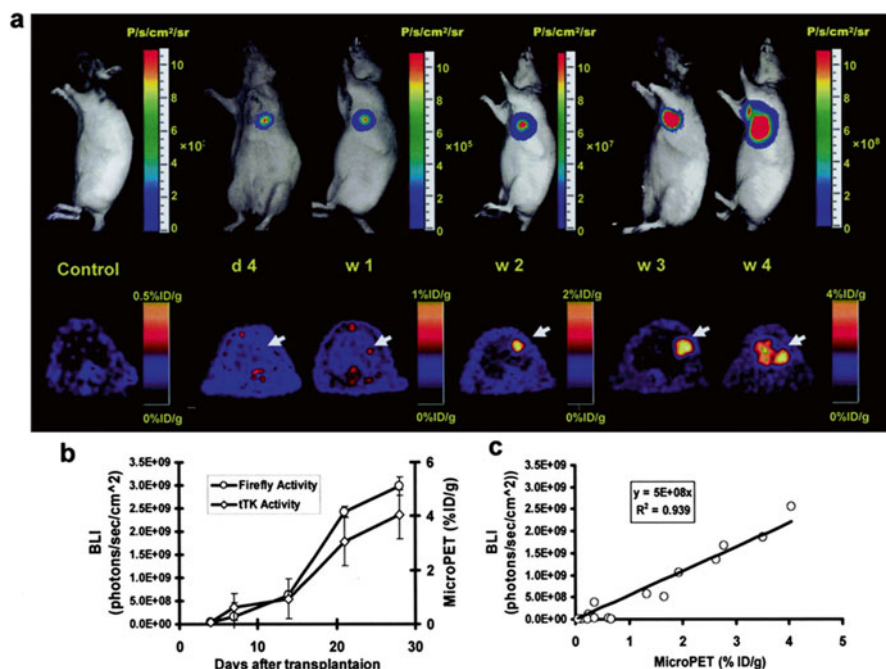 a
P/s/cm²/sr P/s/cm²/sr P/s/cm²/sr P/s/cm²/sr
10 10 10 10
8 8 8 8
6 6 6 6
×10 ×10⁵ ×10⁷ ×10⁸
4 4 4 4
2 2 2 2
0 0 0 0
Control d 4 w 1 w 2 w 3 w 4
0.5%ID/g 1%ID/g 2%ID/g 4%ID/g
0%ID/g 0%ID/g 0%ID/g 0%ID/g
b
BLI
(photons/sec/cm^2)
3.5E+09
3.0E+09
2.5E+09
2.0E+09
1.5E+09
1.0E+09
5.0E+08
0.0E+00
Firefly Activity
tTK Activity
6
4
2
0
MicroPET (%ID/g)
0 10 20 30
Days after transplantaion
c
BLI
(photons/sec/cm^2))
3.5E+09
3.0E+09
2.5E+09
2.0E+09
1.5E+09
1.0E+09
5.0E+08
0.0E+00
y = 5E+08x
R² = 0.939
0 1 2 3 4 5
MicroPET (% ID/g)